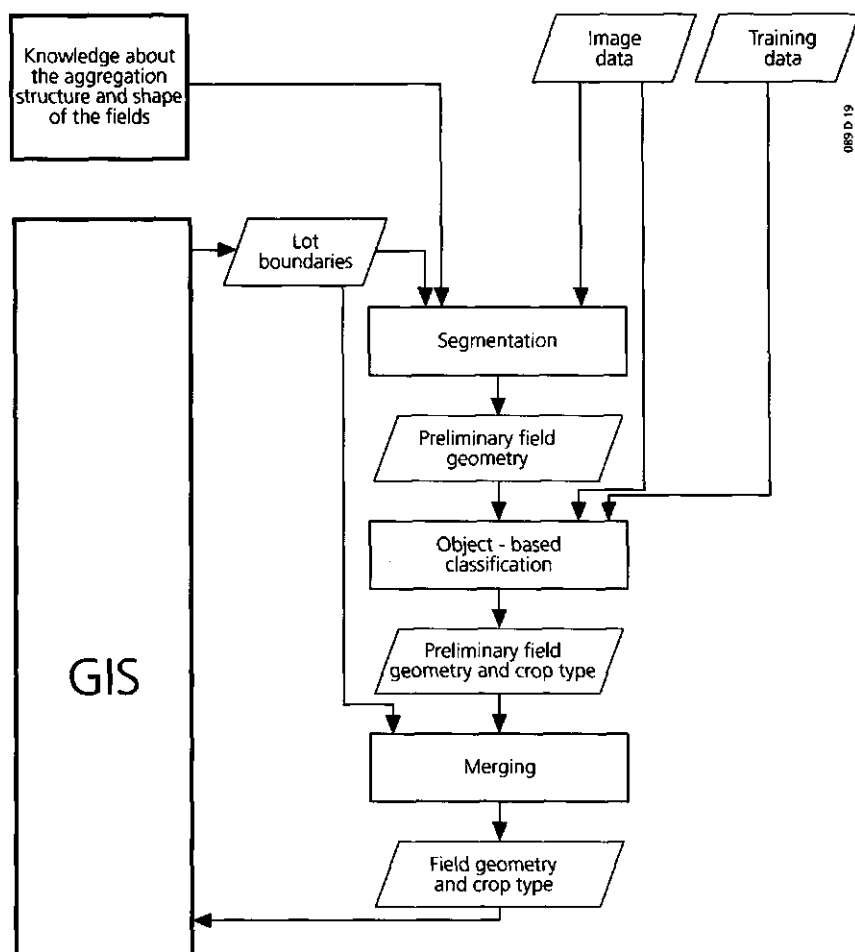 Knowledge about
the aggregation
structure and shape
of the fields
Image
data
Training
data
089 D 19
Lot
boundaries
Segmentation
Preliminary field
geometry
Object - based
classification
Preliminary field
geometry and crop type
GIS
Merging
Field geometry
and crop type